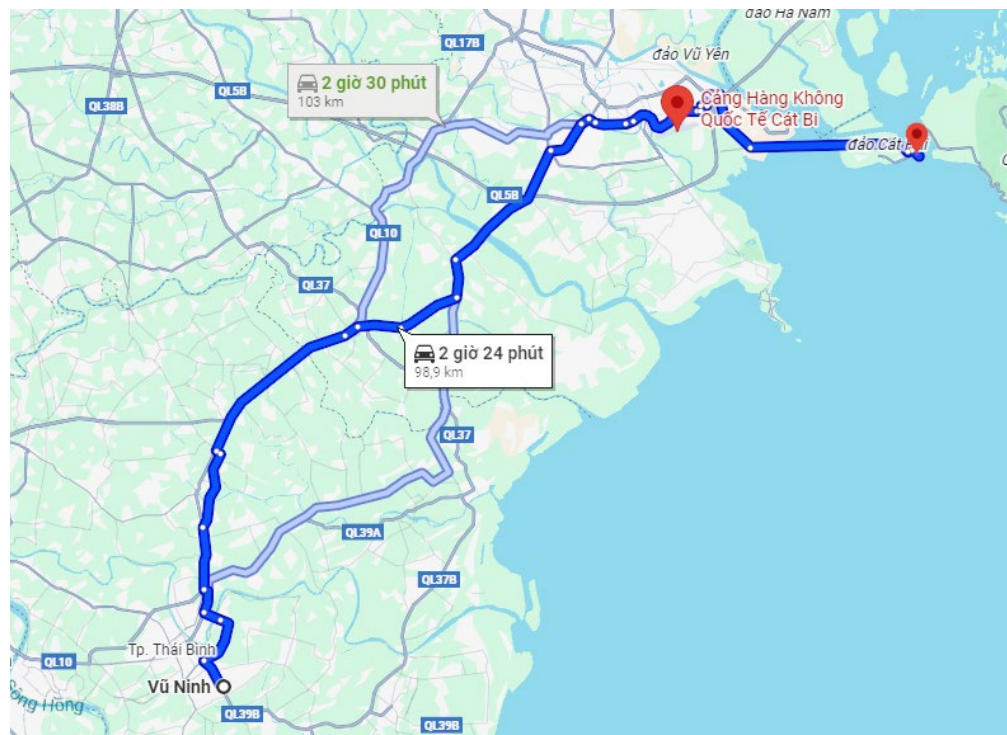 đảo Hà Nam
QL17B
đảo Vũ Yên
2 giờ 30 phút
103 km
QL5B
QL38B
Cảng Hàng Không
Quốc Tế Cát Bi
đảo Cát Hải
QL5B
QL10
QL37
2 giờ 24 phút
98,9 km
QL37
QL39A
QL37B
Tp. Thái Bình
QL10
Vũ Ninh
Sông Hồng
QL39B
QL39B